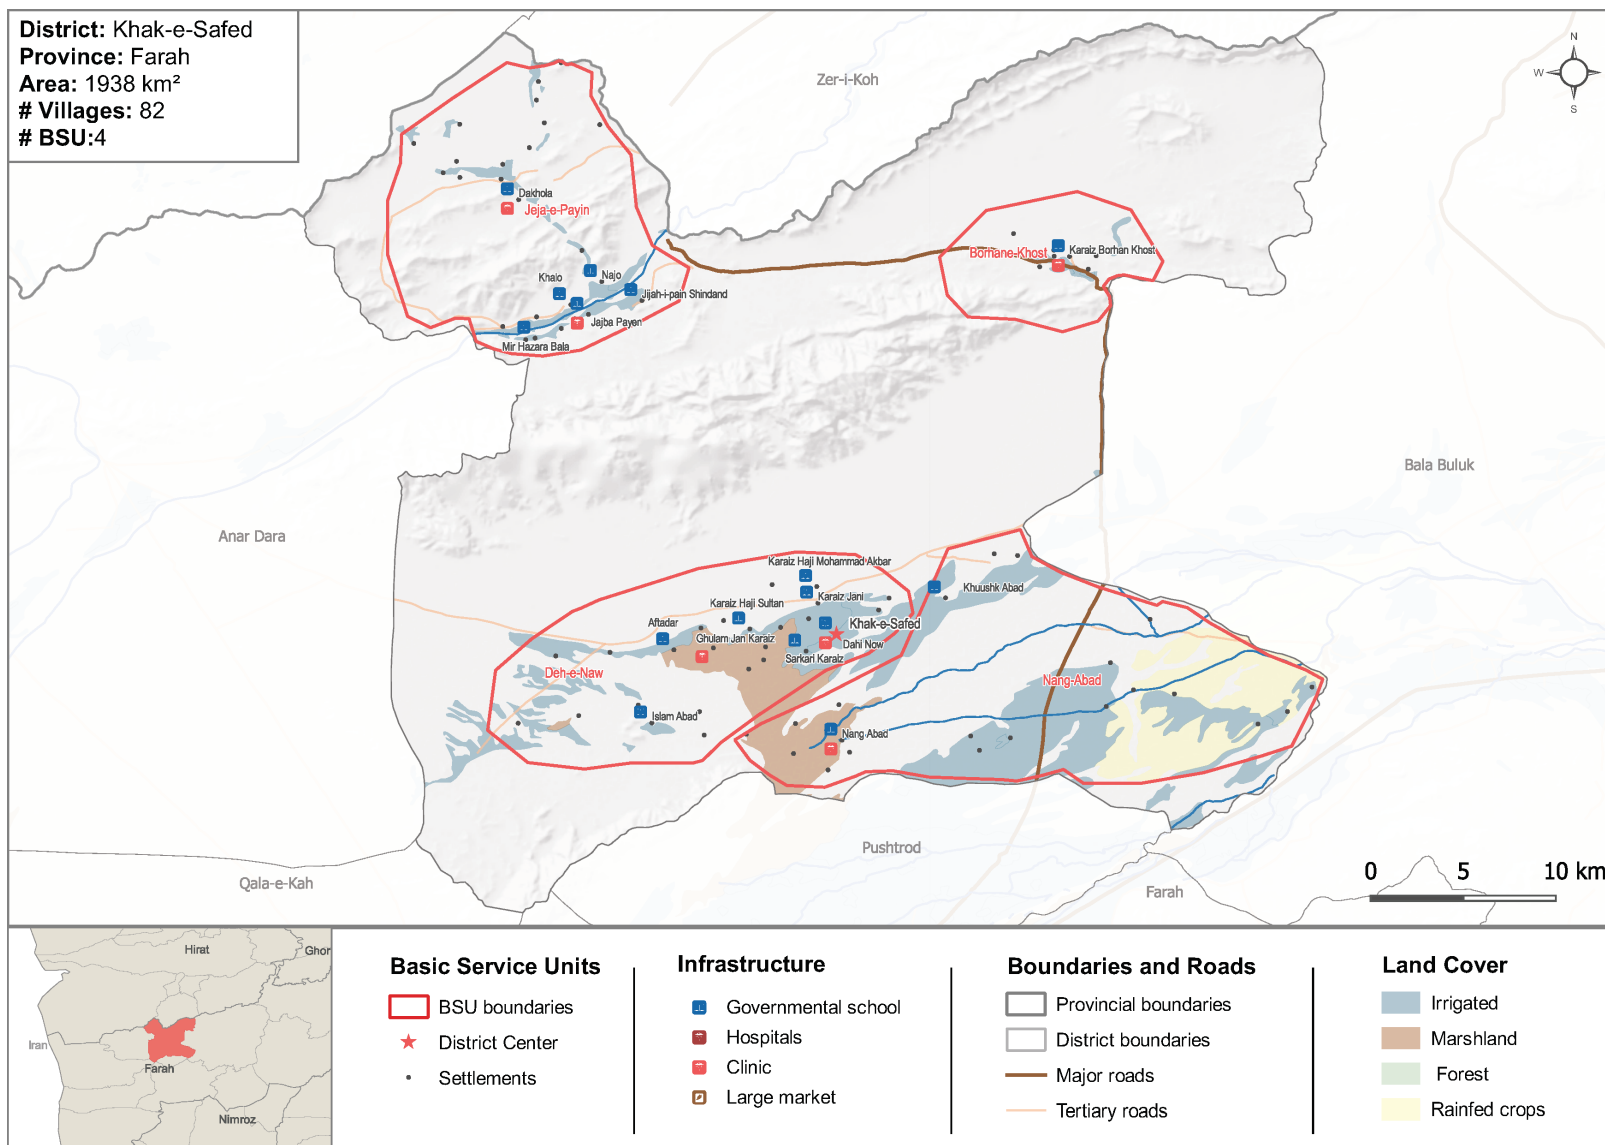 District: Khak-e-Safed
Province: Farah
Area: 1938 km²
# Villages: 82
# BSU:4
Zer-i-Koh
N
W
E
S
Dakhola
Jeja-e-Payin
Khalo
Najo
Jijah-i-pain Shindand
Jajba Payen
Mir Hazara Bala
Bornane-Khost
Karaiz Borhan Khost
Bala Buluk
Anar Dara
Karaiz Haji Mohammad Akbar
Karaiz Jani
Khuushk Abad
Karaiz Haji Sultan
Aftadar
Khak-e-Safed
Ghulam Jan Karaiz
Dahi Now
Sarkari Karaiz
Deh-e-Naw
Nang-Abad
Islam Abad
Nang Abad
Pushtrod
Qala-e-Kah
Farah
0 5 10 km
Hirat
Ghor
Iran
Farah
Nimroz
Basic Service Units
BSU boundaries
District Center
Settlements
Infrastructure
Governmental school
Hospitals
Clinic
Large market
Boundaries and Roads
Provincial boundaries
District boundaries
Major roads
Tertiary roads
Land Cover
Irrigated
Marshland
Forest
Rainfed crops